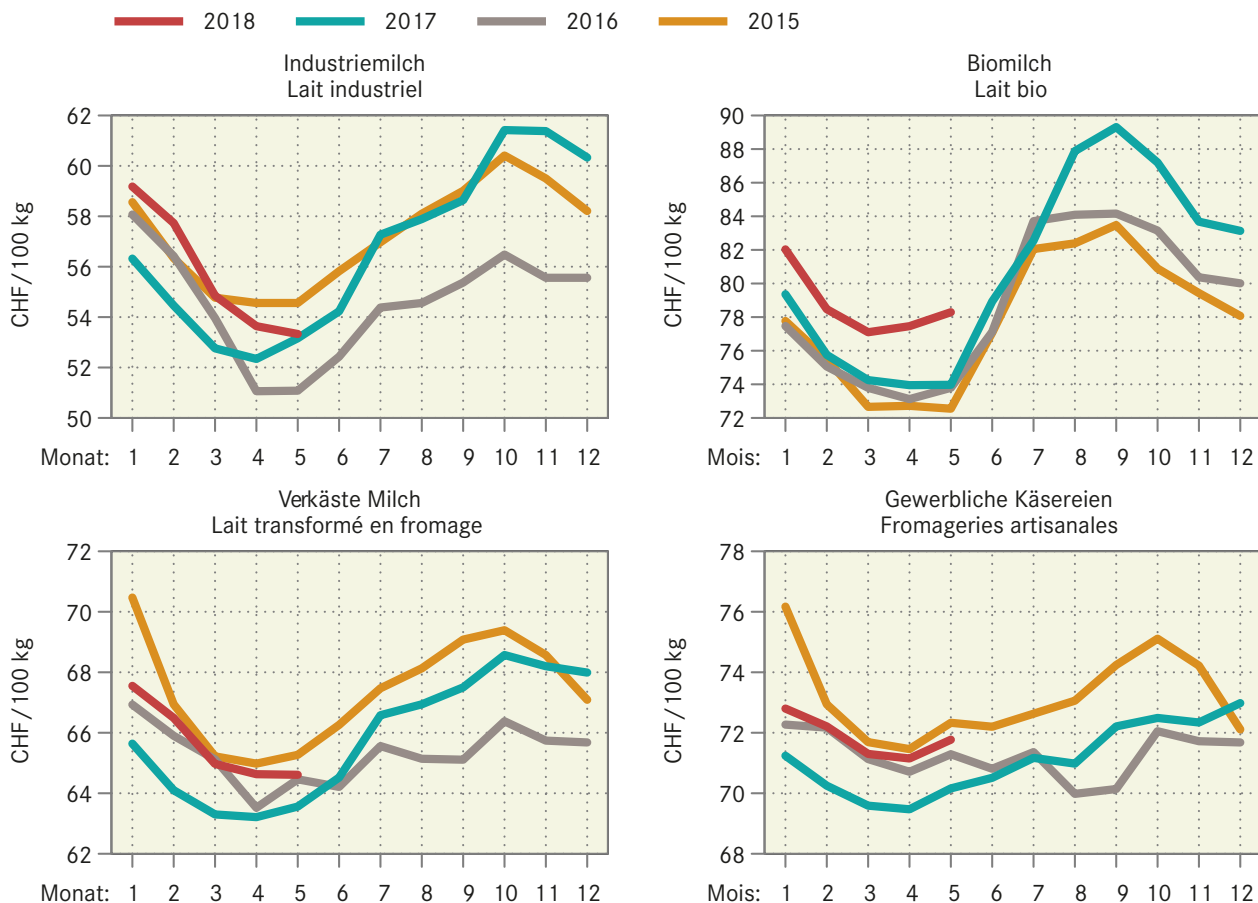 2018 2017 2016 2015
Industriemilch
Lait industriel
CHF / 100 kg
62
60
58
56
54
52
50
Monat: 1 2 3 4 5 6 7 8 9 10 11 12
Biomilch
Lait bio
CHF / 100 kg
90
88
86
84
82
80
78
76
74
72
Mois: 1 2 3 4 5 6 7 8 9 10 11 12
Verkäste Milch
Lait transformé en fromage
CHF / 100 kg
72
70
68
66
64
62
Monat: 1 2 3 4 5 6 7 8 9 10 11 12
Gewerbliche Käsereien
Fromageries artisanales
CHF / 100 kg
78
76
74
72
70
68
Mois: 1 2 3 4 5 6 7 8 9 10 11 12